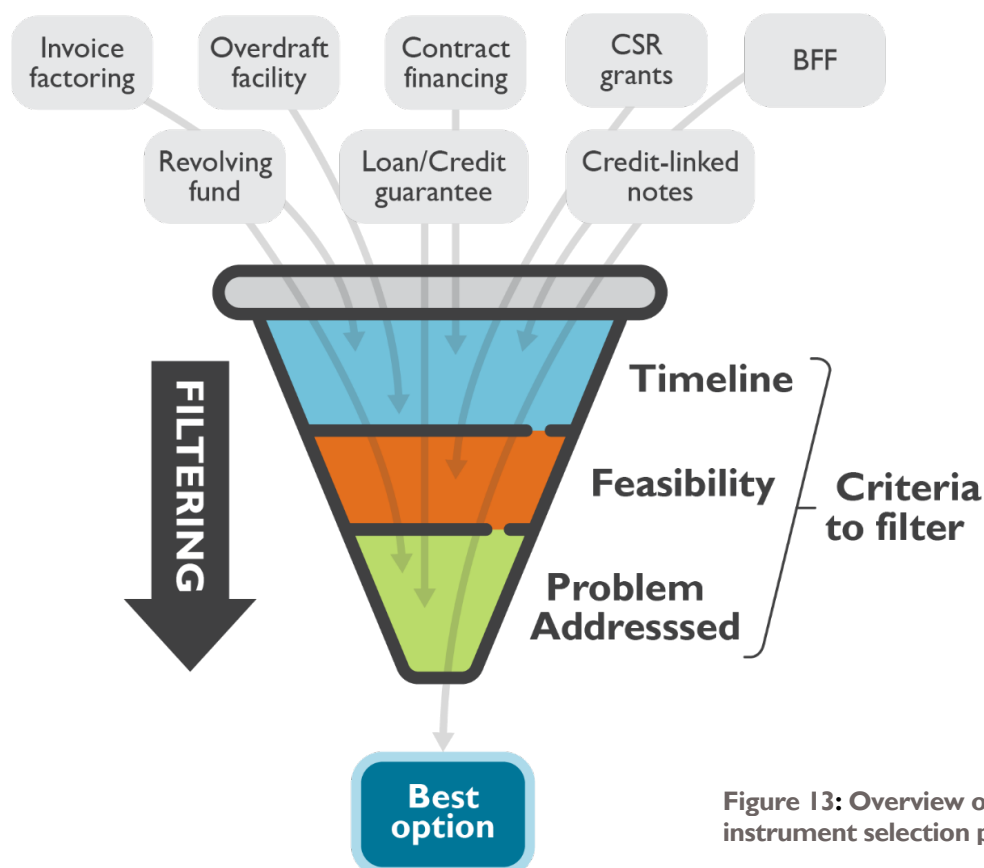 Invoice
factoring
Overdraft
facility
Contract
financing
CSR
grants
BFF
Revolving
fund
Loan/Credit
guarantee
Credit-linked
notes
FILTERING
Timeline
Feasibility
Problem
Addresssed
Criteria
to filter
Best
option
Figure 13: Overview o
instrument selection p